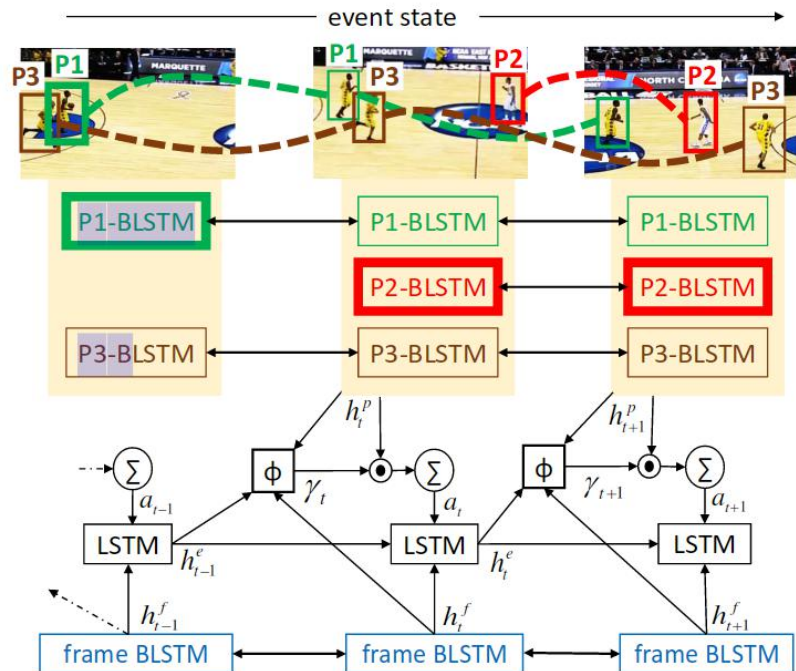 event state
P3 P1 P3 P2 P2 P3
MARQUETTE
NORTH C
P1-BLSTM P1-BLSTM P1-BLSTM
P2-BLSTM P2-BLSTM
P3-BLSTM P3-BLSTM P3-BLSTM
h_t^p h_{t+1}^p
Σ ϕ γ_t Σ ϕ γ_{t+1} Σ
a_{t-1} a_t a_{t+1}
LSTM LSTM LSTM
h_{t-1}^e h_t^e
h_{t-1}^f h_t^f h_{t+1}^f
frame BLSTM frame BLSTM frame BLSTM